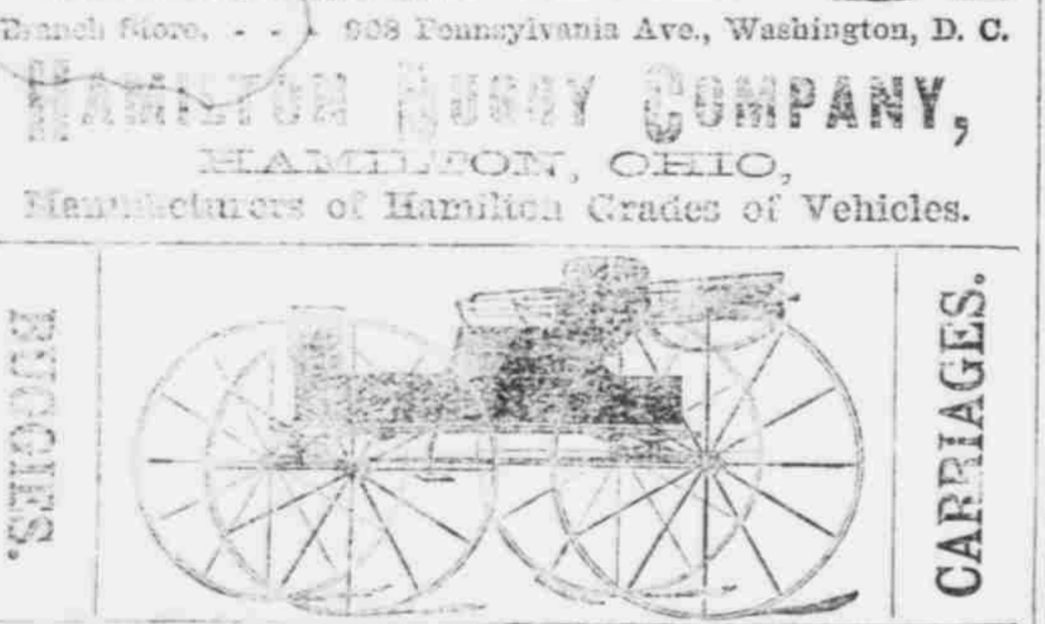 Branch Store. - - - 908 Pennsylvania Ave., Washington, D. C.
HAMILTON BUGGY COMPANY,
HAMILTON, OHIO,
Manufacturers of Hamilton Grades of Vehicles.
BUGGIES.
CARRIAGES.